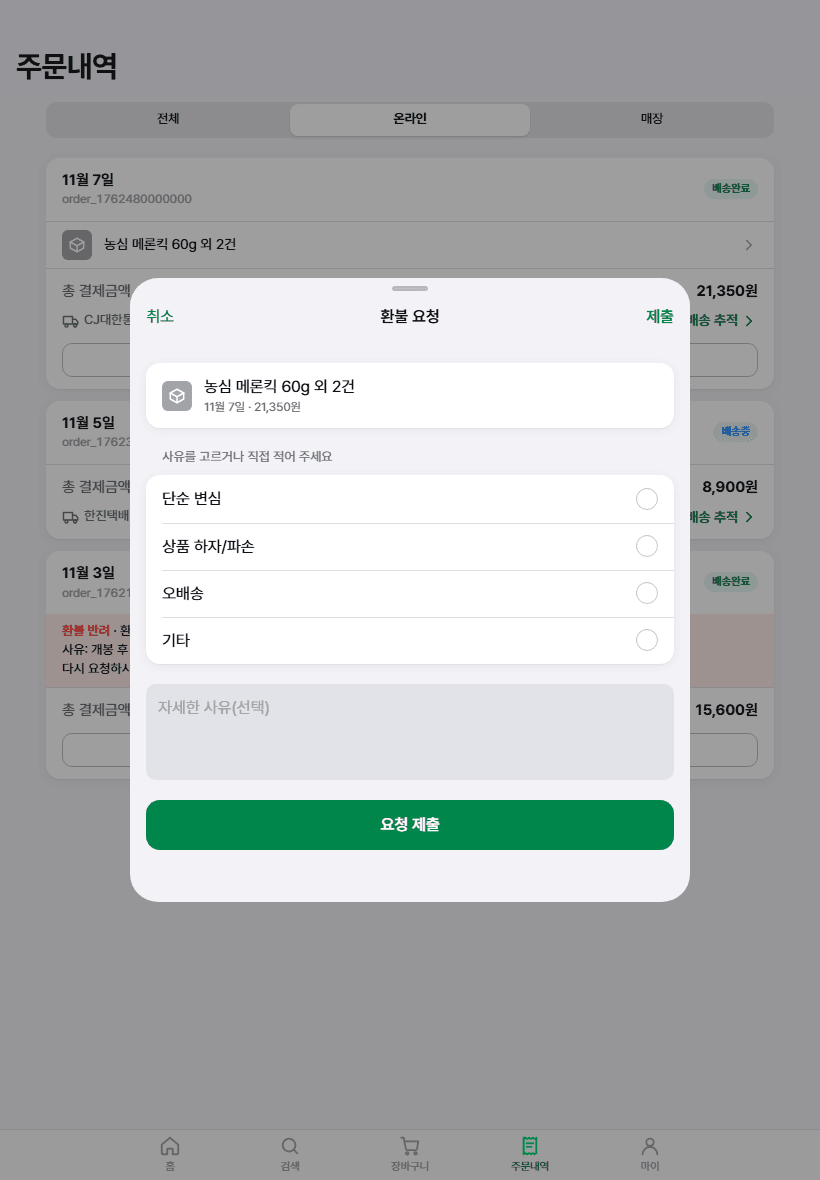 주문내역
전체
온라인
매장
11월 7일
order_1762480000000
배송완료
농심 메론킥 60g 외 2건
총 결제금액
21,350원
CJ대한통
배송 추적
취소
환불 요청
제출
농심 메론킥 60g 외 2건
11월 7일 · 21,350원
사유를 고르거나 직접 적어 주세요
단순 변심
상품 하자/파손
오배송
기타
자세한 사유(선택)
요청 제출
11월 5일
order_17623
배송중
총 결제금액
8,900원
한진택배
배송 추적
11월 3일
order_17621
배송완료
환불 반려 · 환
사유: 개봉 후
다시 요청하시
총 결제금액
15,600원
홈
검색
장바구니
주문내역
마이